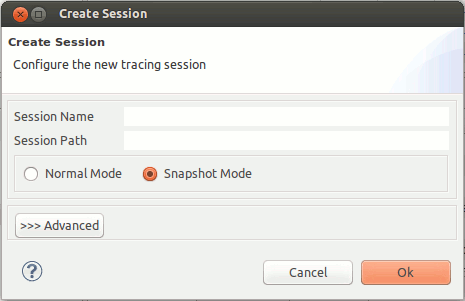 Create Session
Create Session
Configure the new tracing session
Session Name
Session Path
Normal Mode Snapshot Mode
>>> Advanced
?
Cancel Ok